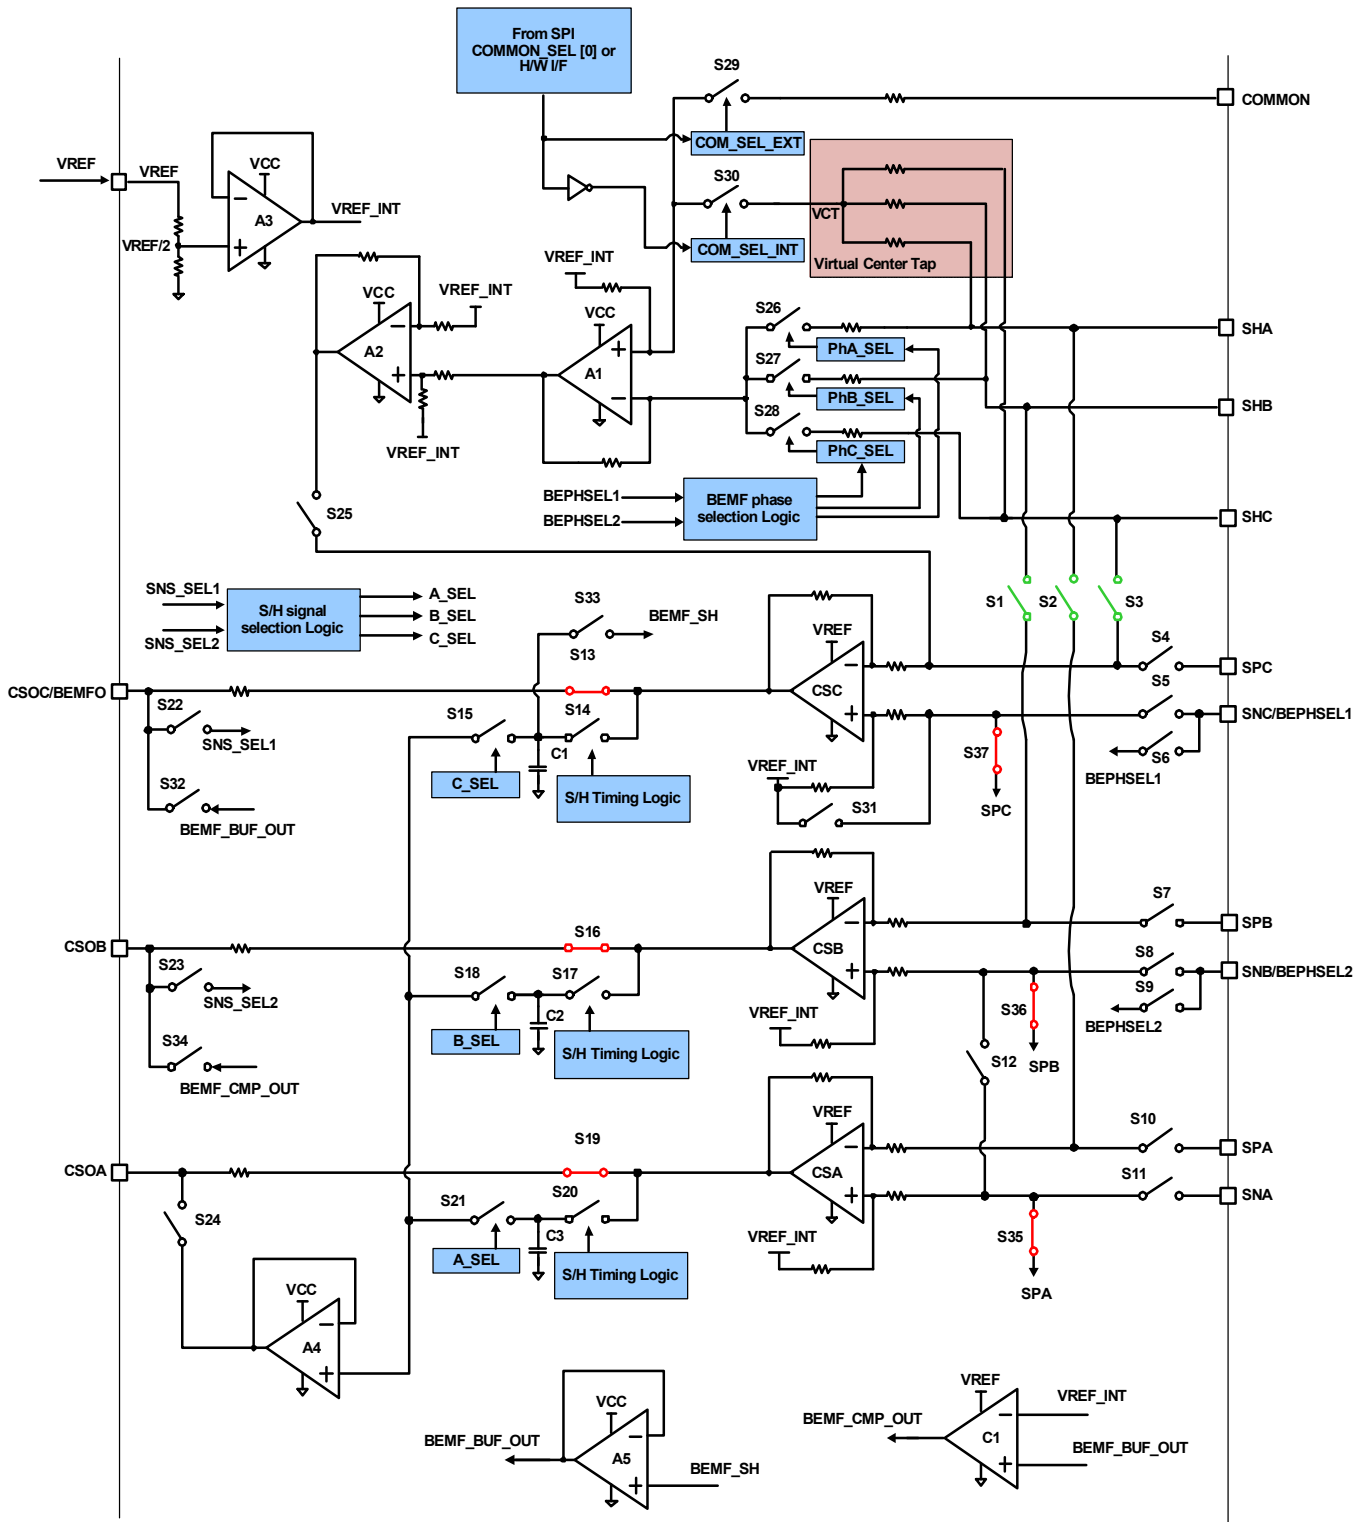 From SPI
COMMON_SEL [0] or
H/W I/F
S29
COMMON
COM_SEL_EXT
VREF
VREF
VCC
A3
VREF_INT
VREF/2
S30
VCT
COM_SEL_INT
Virtual Center Tap
VREF_INT
VCC
VREF_INT
A2
VREF_INT
VCC
A1
S26
SHA
PhA_SEL
S27
PhB_SEL
SHB
S28
PhC_SEL
BEPHSEL1
BEPHSEL2
BEMF phase
selection Logic
SHC
S25
SNS_SEL1
SNS_SEL2
S/H signal
selection Logic
A_SEL
B_SEL
C_SEL
S33
BEMF_SH
S13
VREF
CSC
S1
S2
S3
S4
SPC
S5
CSOC/BEMFO
S22
SNS_SEL1
S15
S14
C1
SNC/BEPHSEL1
S37
S6
BEPHSEL1
S32
BEMF_BUF_OUT
C_SEL
S/H Timing Logic
VREF_INT
S31
SPC
VREF
CSB
S7
SPB
CSOB
S16
S23
SNS_SEL2
S18
S17
C2
S8
SNB/BEPHSEL2
S9
S36
BEPHSEL2
VREF_INT
S34
BEMF_CMP_OUT
B_SEL
S/H Timing Logic
S12
SPB
VREF
CSA
S10
SPA
CSOA
S19
S11
SNA
S24
S21
S20
C3
A_SEL
S/H Timing Logic
VREF_INT
S35
SPA
VCC
A4
VCC
A5
BEMF_BUF_OUT
BEMF_SH
VREF
VREF_INT
BEMF_CMP_OUT
C1
BEMF_BUF_OUT